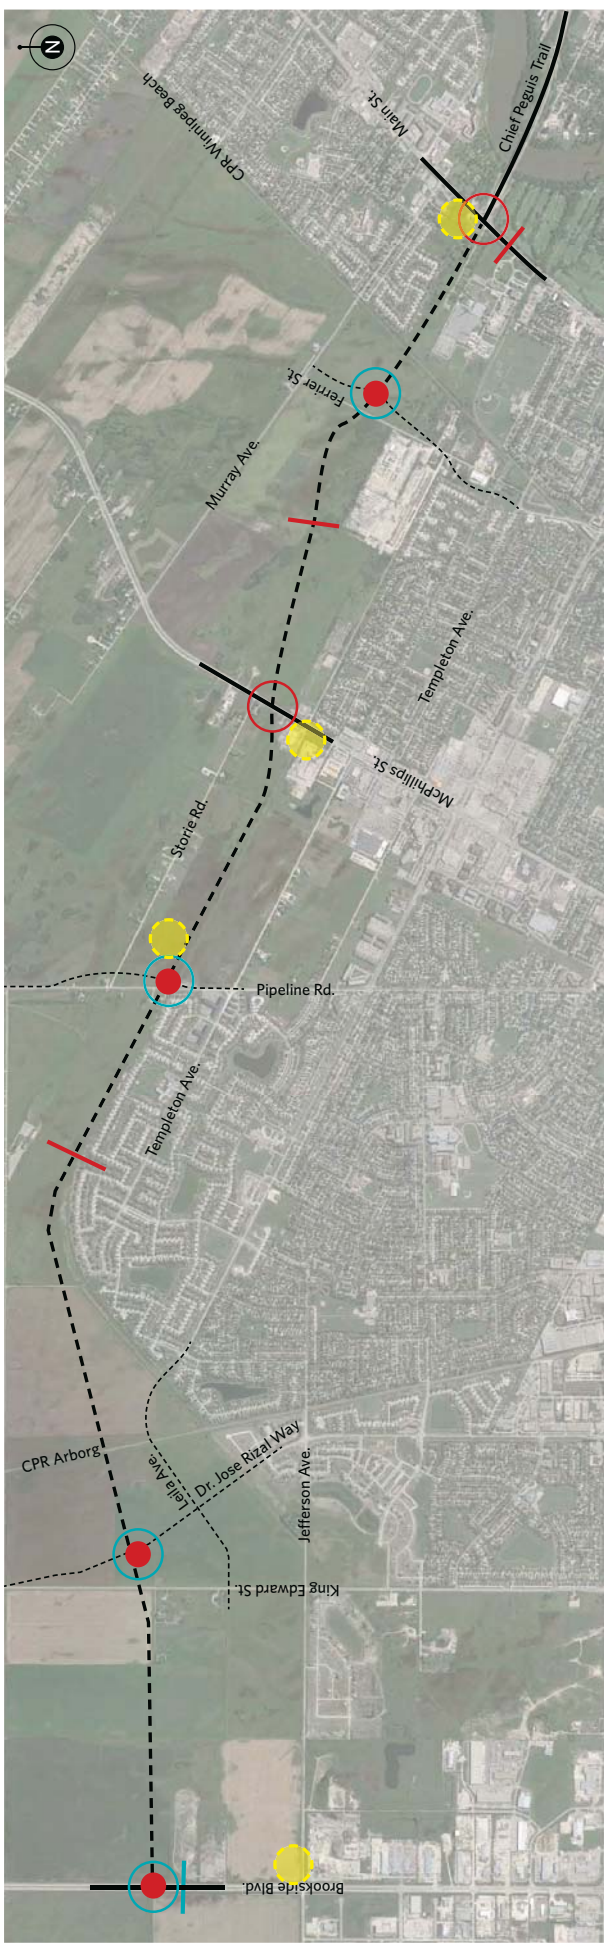 N
Chief Peguis Trail
Main St.
CPR Winnipeg Beach
Ferrier St.
Murray Ave.
Templeton Ave.
McPhillips St.
Storie Rd.
Pipeline Rd.
Templeton Ave.
CPR Arborg
Leila Ave.
Dr. Jose Rizal Way
Jefferson Ave.
King Edward St.
Brookside Blvd.